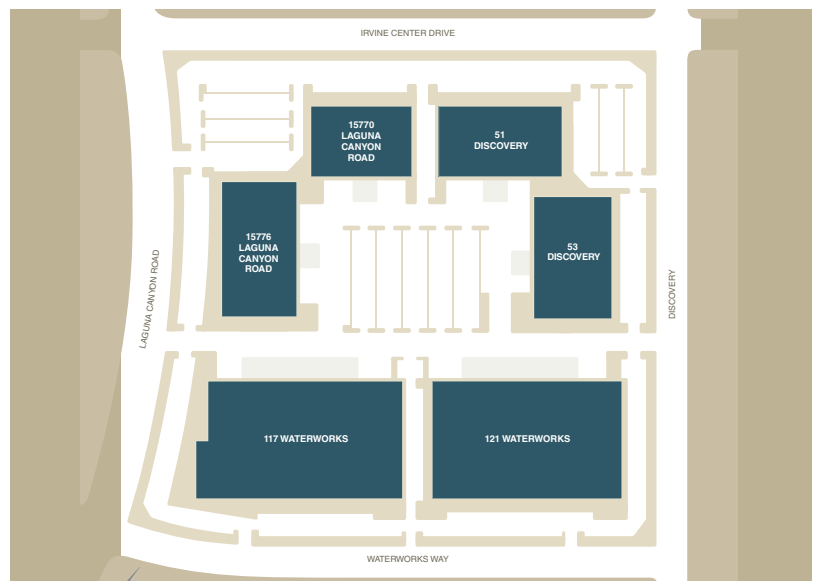 IRVINE CENTER DRIVE
15770
LAGUNA
CANYON
ROAD
51
DISCOVERY
15776
LAGUNA
CANYON
ROAD
53
DISCOVERY
LAGUNA CANYON ROAD
DISCOVERY
117 WATERWORKS
121 WATERWORKS
WATERWORKS WAY